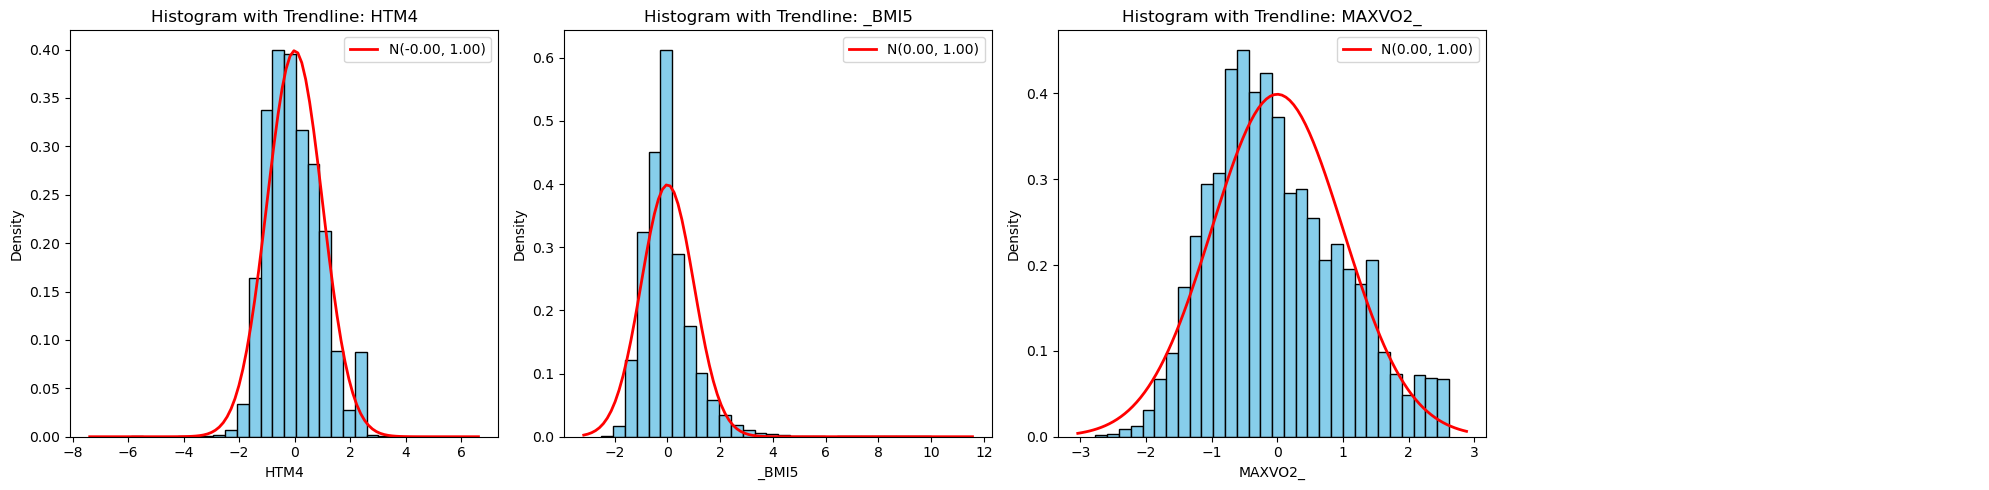 Histogram with Trendline: HTM4
N(-0.00, 1.00)
0.40
0.35
0.30
0.25
0.20
0.15
0.10
0.05
0.00
Density
−8 −6 −4 −2 0 2 4 6
HTM4
Histogram with Trendline: _BMI5
N(0.00, 1.00)
0.6
0.5
0.4
0.3
0.2
0.1
0.0
Density
−2 0 2 4 6 8 10 12
_BMI5
Histogram with Trendline: MAXVO2_
N(0.00, 1.00)
0.4
0.3
0.2
0.1
0.0
Density
−3 −2 −1 0 1 2 3
MAXVO2_